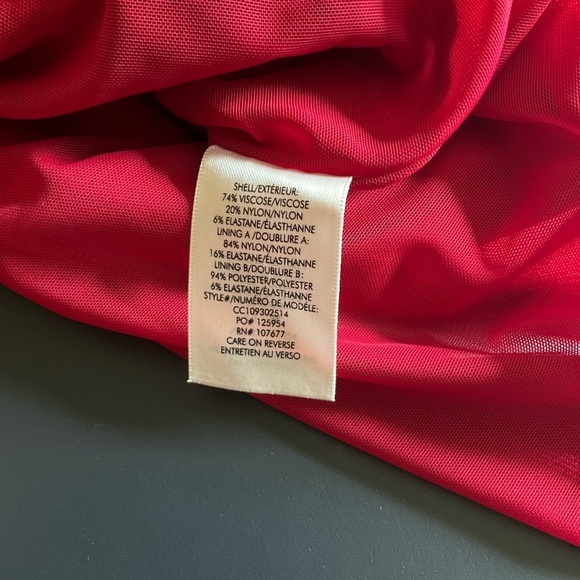 SHELL/EXTÉRIEUR:
74% VISCOSE/VISCOSE
20% NYLON/NYLON
6% ELASTANE/ÉLASTHANNE
LINING A /DOUBLURE A:
84% NYLON/NYLON
16% ELASTANE/ÉLASTHANNE
LINING B/DOUBLURE B:
94% POLYESTER/POLYESTER
6% ELASTANE/ÉLASTHANNE
STYLE#/NUMÉRO DE MODÈLE:
CC109302514
PO# 125954
RN# 107677
CARE ON REVERSE
ENTRETIEN AU VERSO